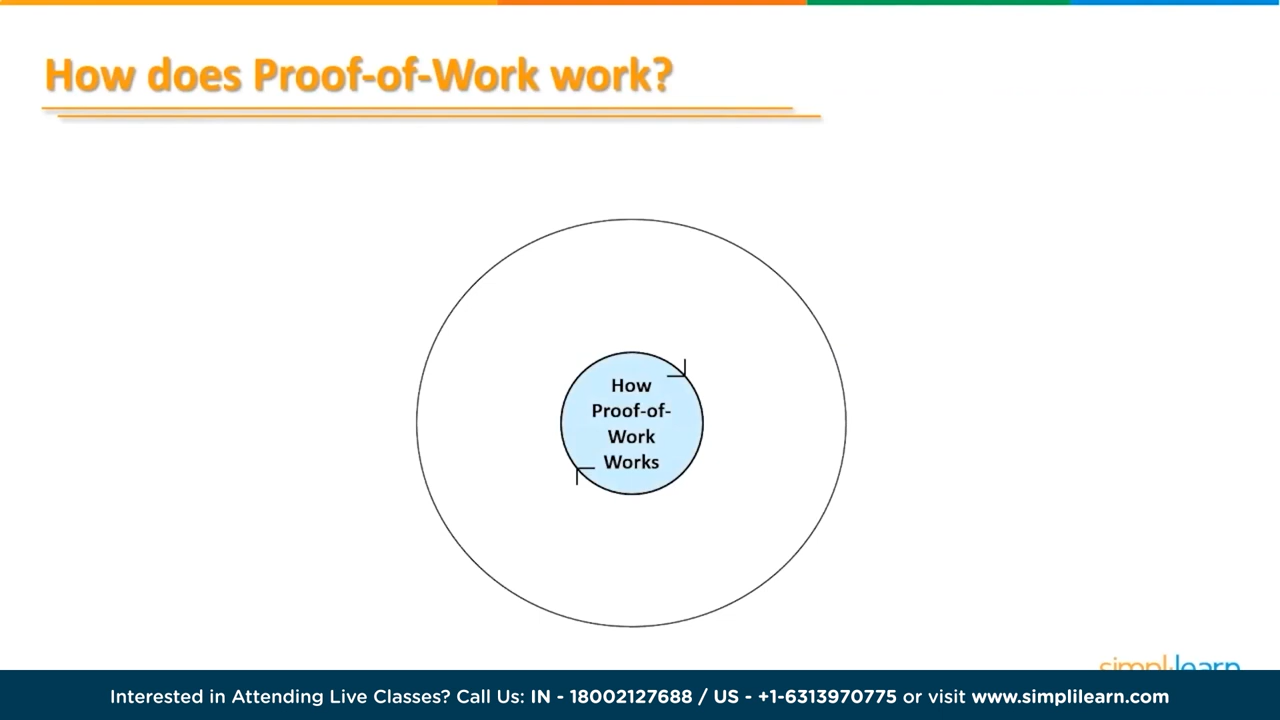 How does Proof-of-Work work?
How
Proof-of-
Work
Works
simplilearn
Interested in Attending Live Classes? Call Us: IN - 18002127688 / US - +1-6313970775 or visit www.simplilearn.com